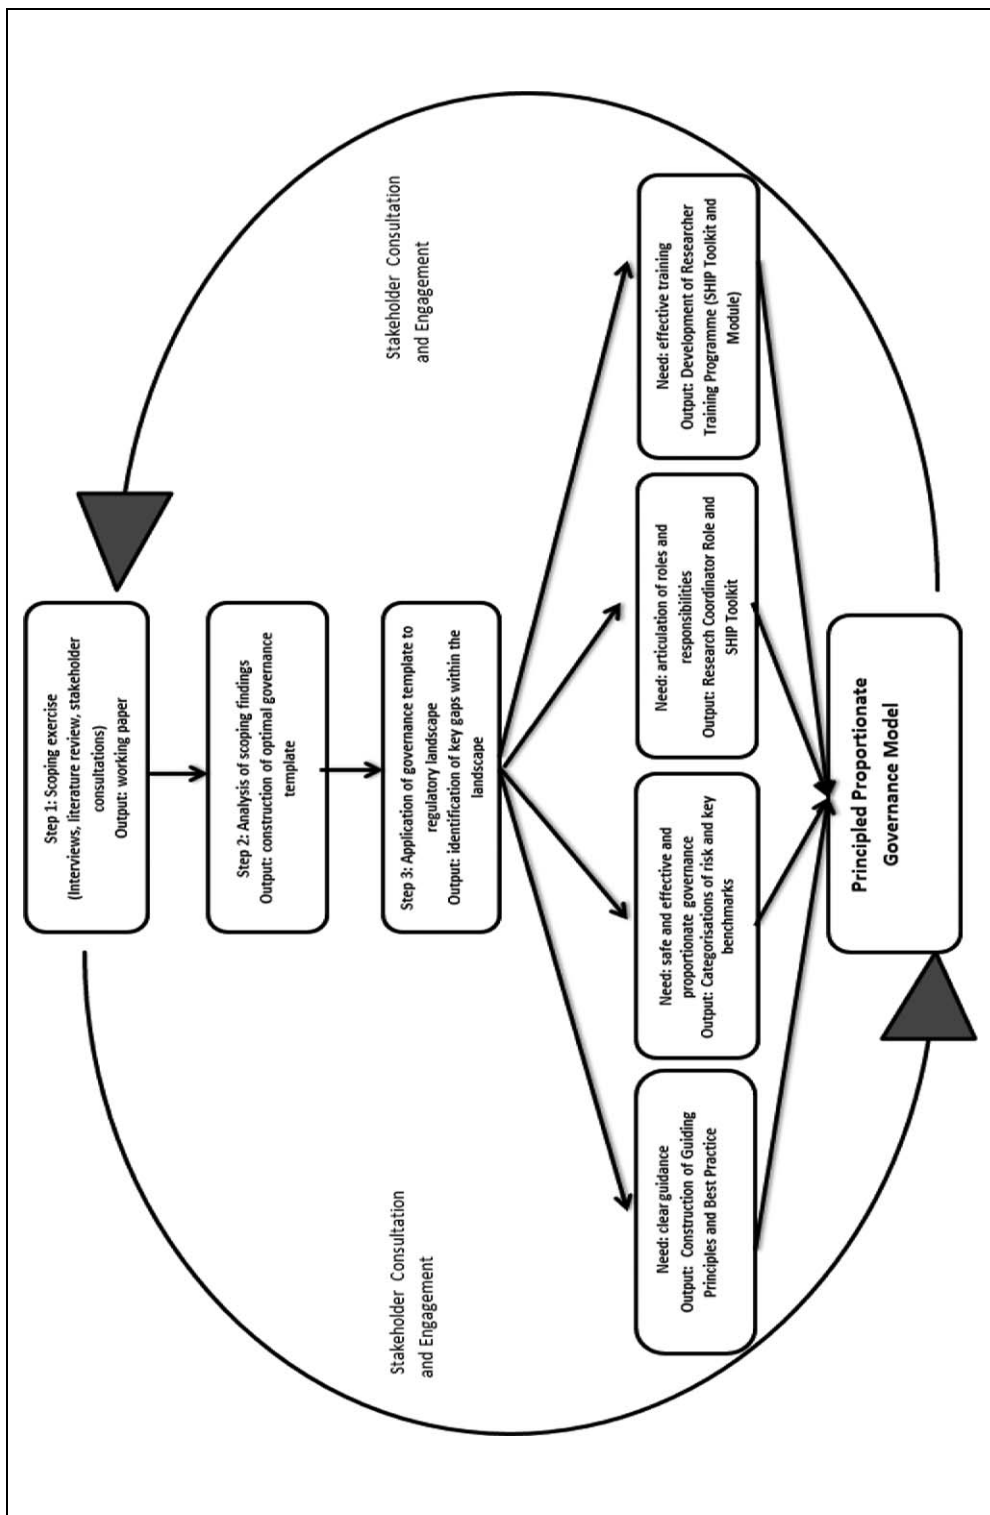 Step 1: Scoping exercise
(Interviews, literature review, stakeholder
consultations)
Output: working paper
Step 2: Analysis of scoping findings
Output: construction of optimal governance
template
Step 3: Application of governance template to
regulatory landscape
Output: identification of key gaps within the
landscape
Stakeholder Consultation
and Engagement
Stakeholder Consultation
and Engagement
Need: clear guidance
Output: Construction of Guiding
Principles and Best Practice
Need: safe and effective and
proportionate governance
Output: Categorisations of risk and key
benchmarks
Need: articulation of roles and
responsibilities
Output: Research Coordinator Role and
SHIP Toolkit
Need: effective training
Output: Development of Researcher
Training Programme (SHIP Toolkit and
Module)
Principled Proportionate
Governance Model